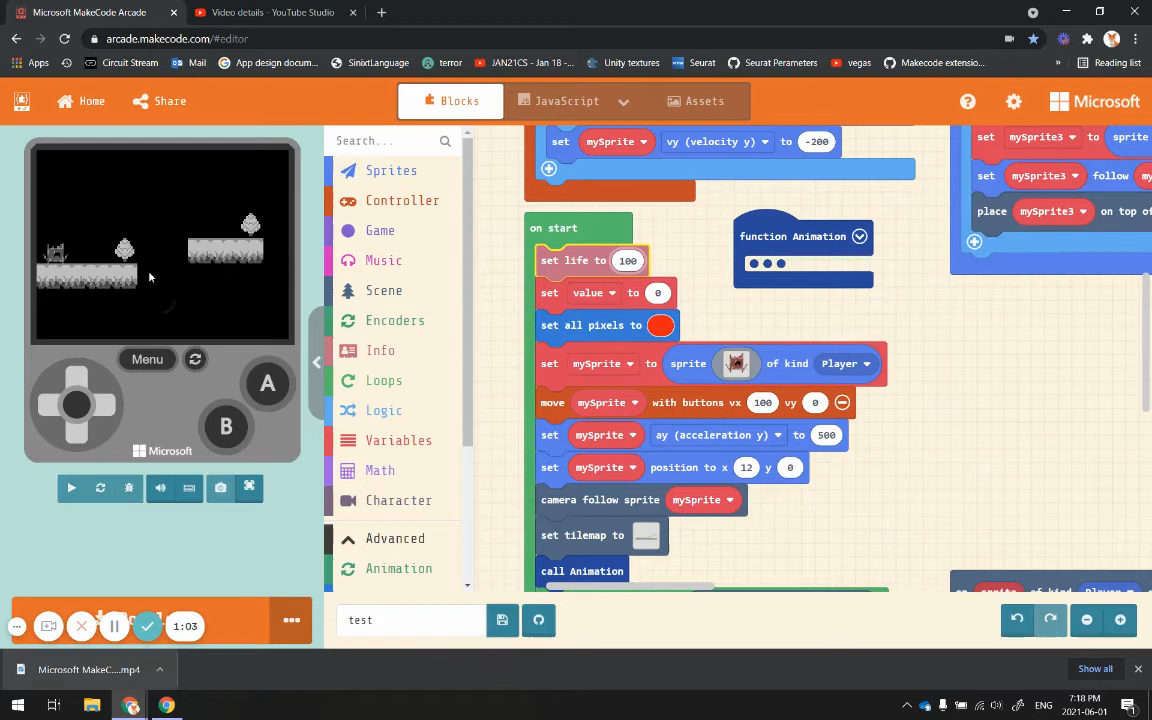 Microsoft MakeCode Arcade
Video details - YouTube Studio
arcade.makecode.com/#editor
Apps
Circuit Stream
Mail
App design docum...
SinixtLanguage
terror
JAN21CS - Jan 18 -...
Unity textures
Seurat
Seurat Perameters
vegas
Makecode extensio...
»
Reading list
Home
Share
Blocks
JavaScript
Assets
Microsoft
Search...
Sprites
Controller
Game
Music
Scene
Encoders
Info
Loops
Logic
Variables
Math
Character
Advanced
Animation
Menu
A
B
Microsoft
set mySprite vy (velocity y) to -200
on start
set life to 100
set value to 0
set all pixels to
set mySprite to sprite of kind Player
move mySprite with buttons vx 100 vy 0
set mySprite ay (acceleration y) to 500
set mySprite position to x 12 y 0
camera follow sprite mySprite
set tilemap to
call Animation
function Animation
set mySprite3 to sprite
set mySprite3 follow
place mySprite3 on top of
on sprite of kind Player
1:03
test
Microsoft MakeC....mp4
Show all
ENG
7:18 PM
2021-06-01
1